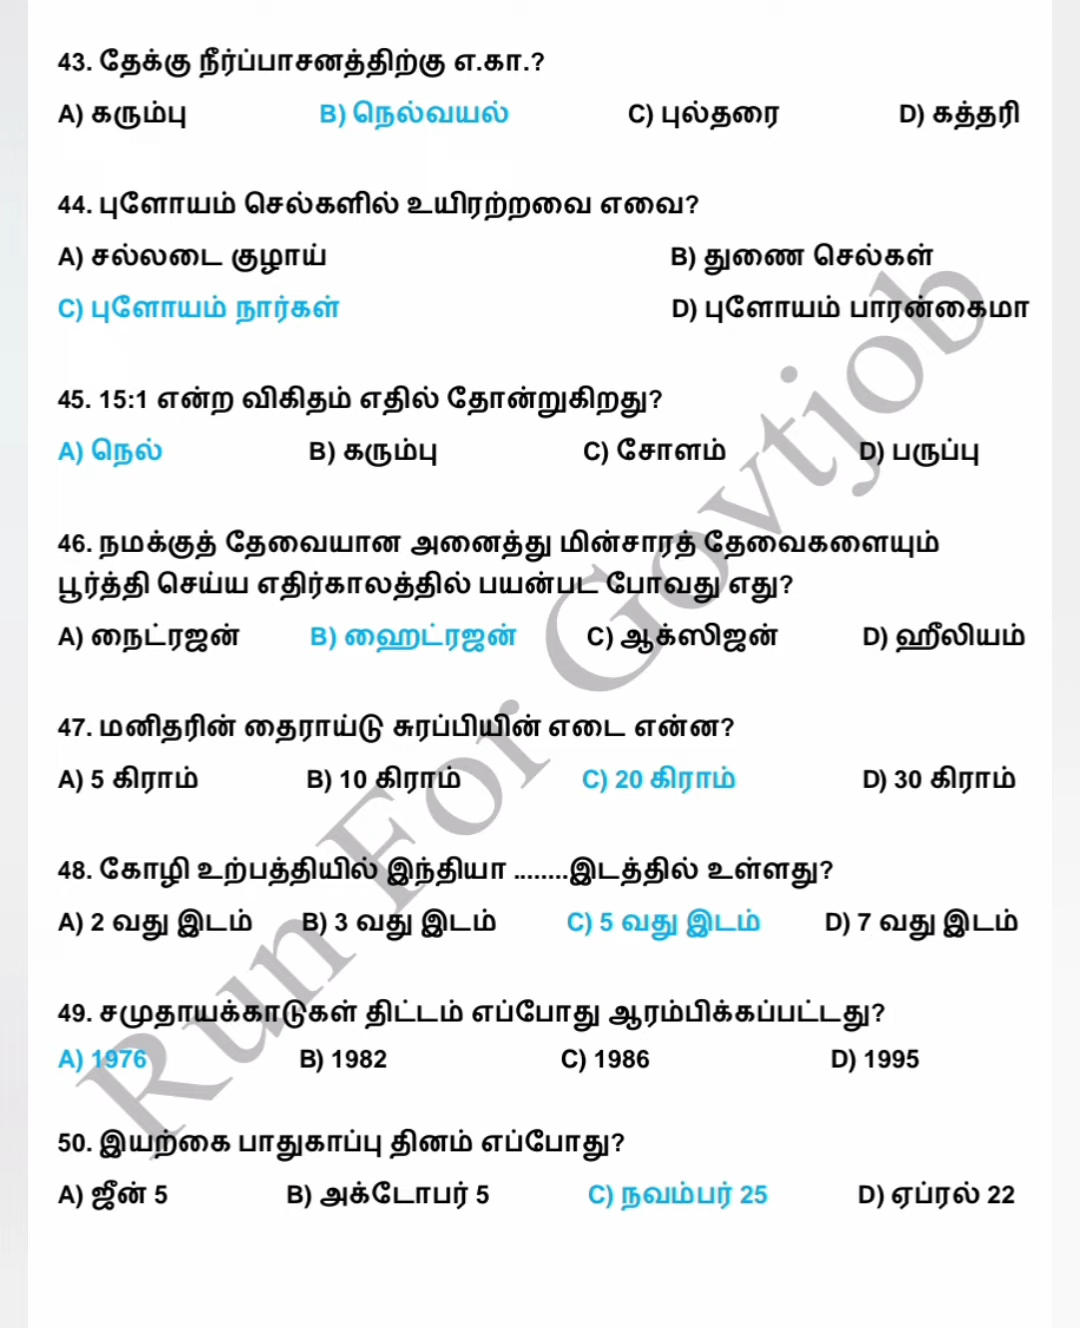 43. தேக்கு நீர்ப்பாசனத்திற்கு எ.கா.?
A) கரும்பு B) நெல்வயல் C) புல்தரை D) கத்தரி
44. புளோயம் செல்களில் உயிரற்றவை எவை?
A) சல்லடை குழாய் B) துணை செல்கள்
C) புளோயம் நார்கள் D) புளோயம் பாரன்கைமா
45. 15:1 என்ற விகிதம் எதில் தோன்றுகிறது?
A) நெல் B) கரும்பு C) சோளம் D) பருப்பு
46. நமக்குத் தேவையான அனைத்து மின்சாரத் தேவைகளையும்
பூர்த்தி செய்ய எதிர்காலத்தில் பயன்பட போவது எது?
A) நைட்ரஜன் B) ஹைட்ரஜன் C) ஆக்ஸிஜன் D) ஹீலியம்
47. மனிதரின் தைராய்டு சுரப்பியின் எடை என்ன?
A) 5 கிராம் B) 10 கிராம் C) 20 கிராம் D) 30 கிராம்
48. கோழி உற்பத்தியில் இந்தியா ........இடத்தில் உள்ளது?
A) 2 வது இடம் B) 3 வது இடம் C) 5 வது இடம் D) 7 வது இடம்
49. சமுதாயக்காடுகள் திட்டம் எப்போது ஆரம்பிக்கப்பட்டது?
A) 1976 B) 1982 C) 1986 D) 1995
50. இயற்கை பாதுகாப்பு தினம் எப்போது?
A) ஜீன் 5 B) அக்டோபர் 5 C) நவம்பர் 25 D) ஏப்ரல் 22
Run For Govtjob